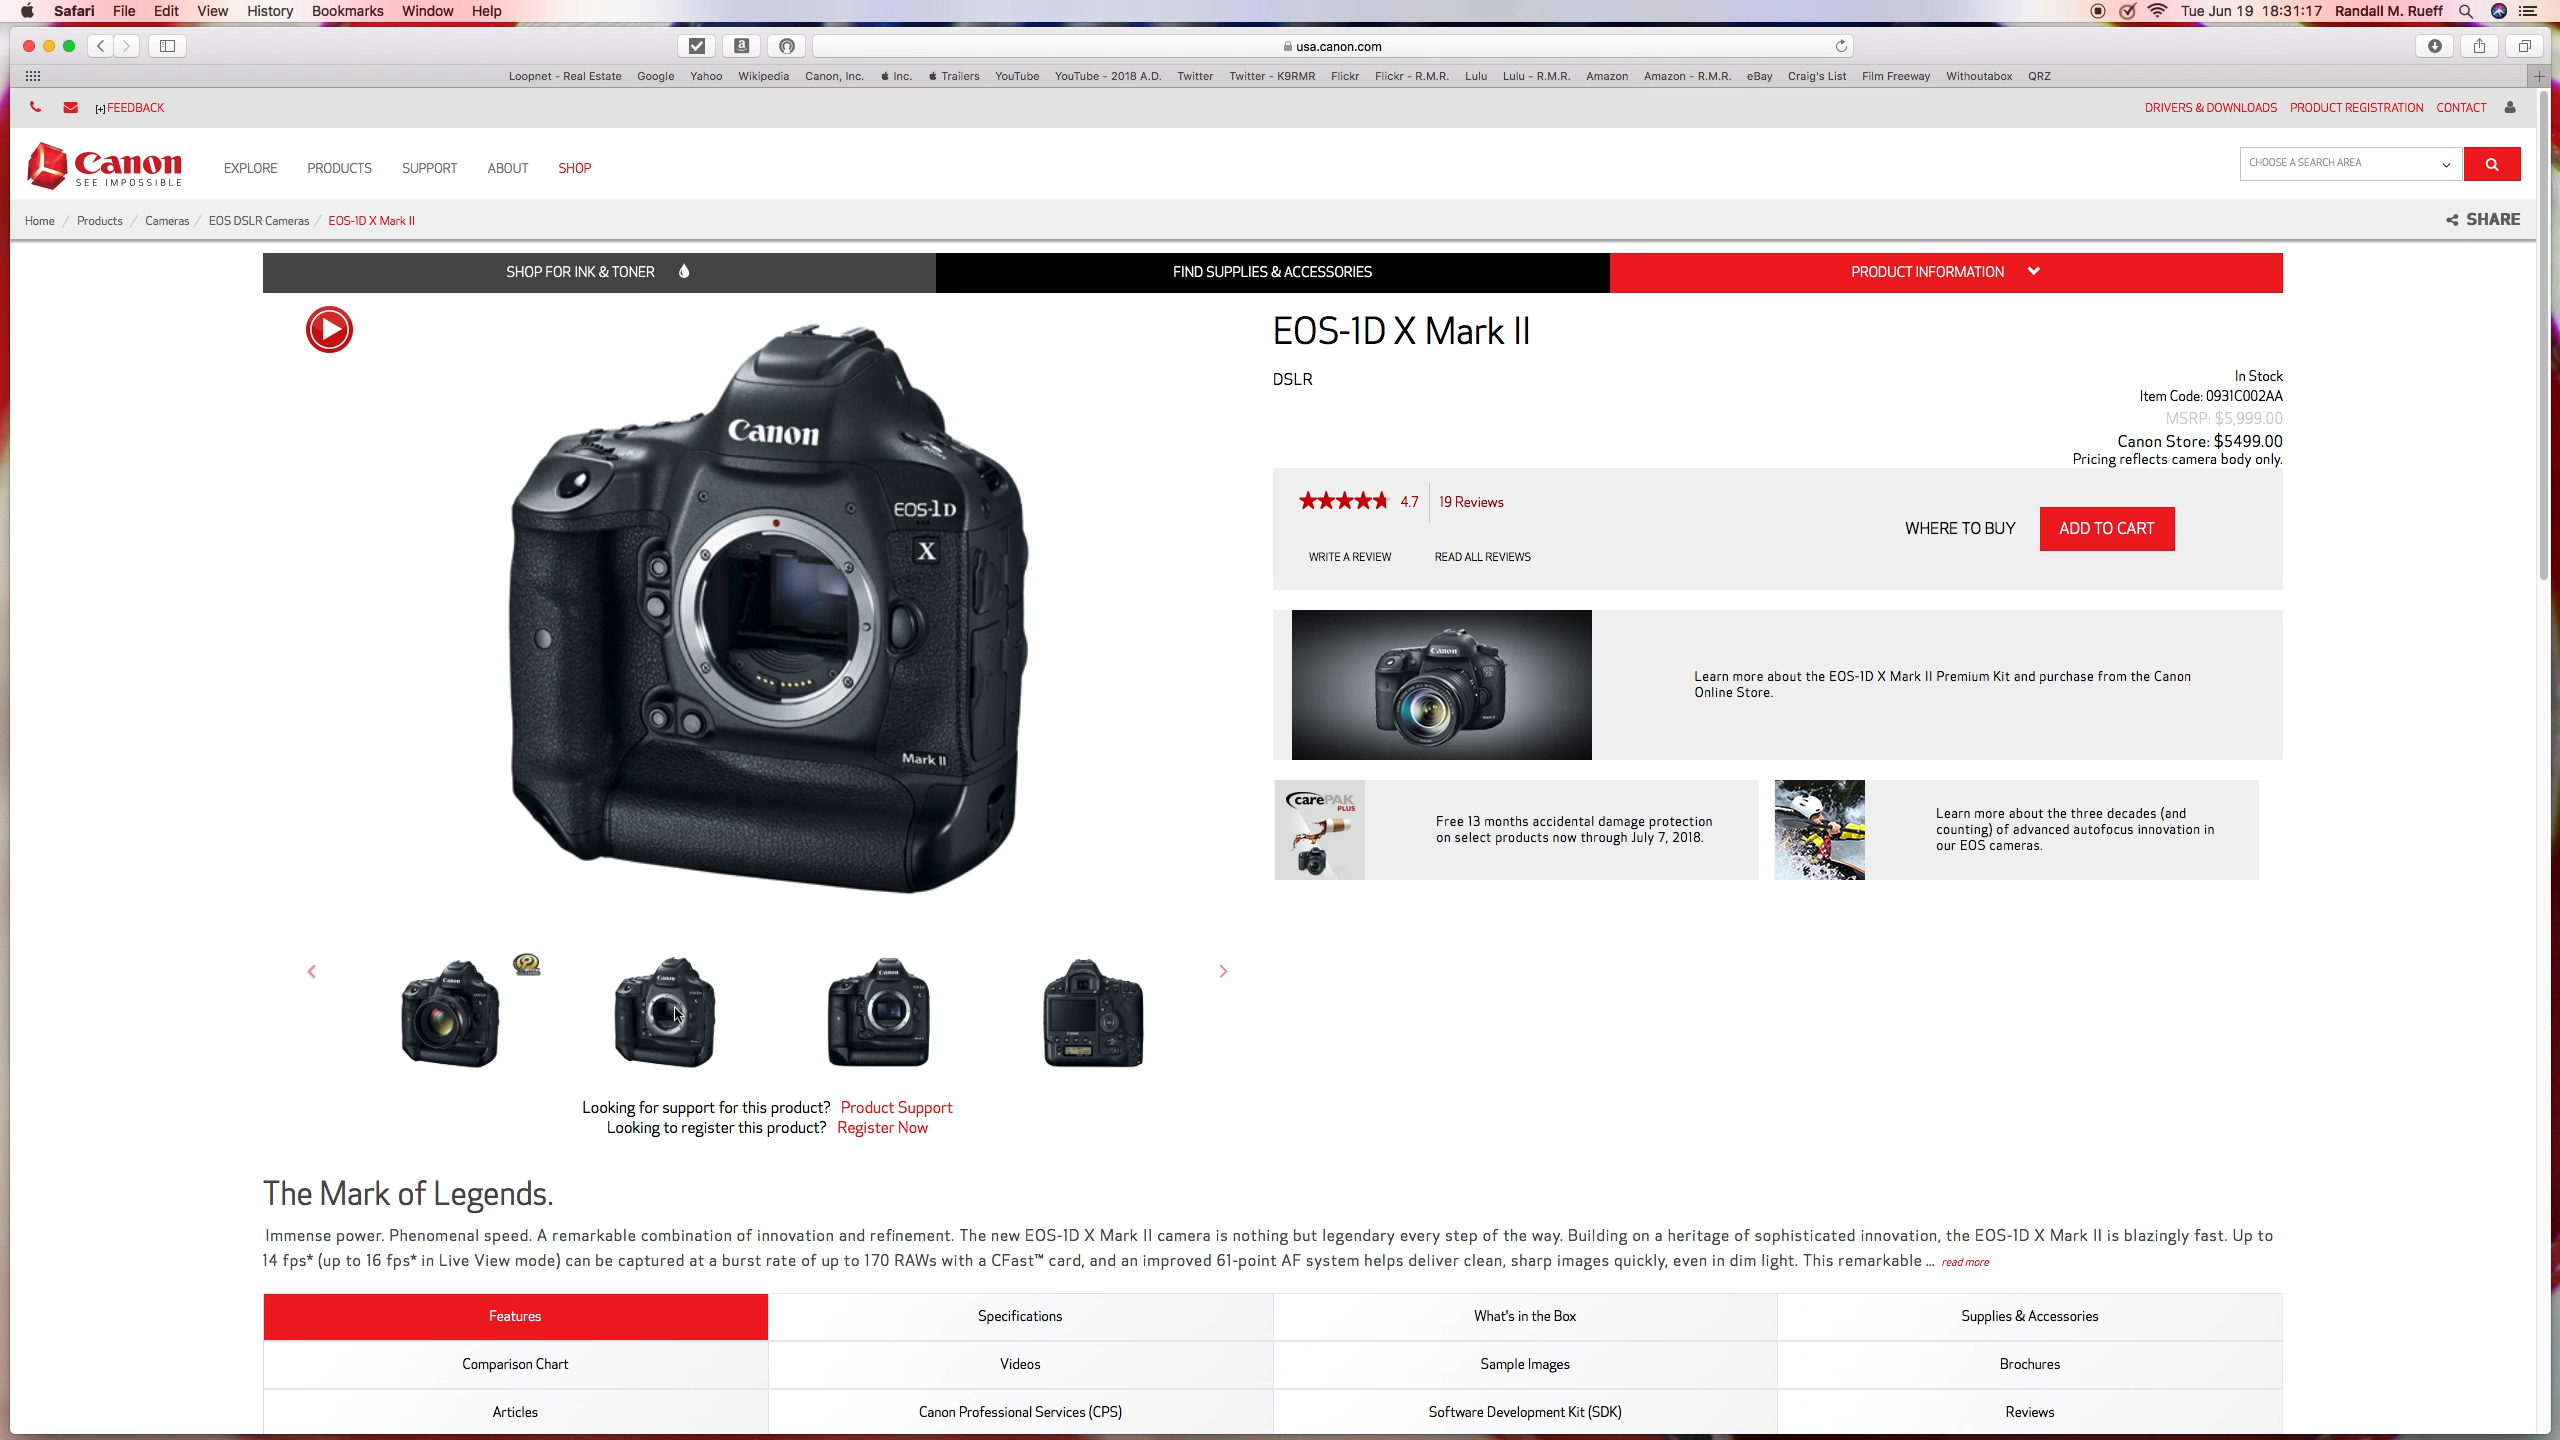 Safari File Edit View History Bookmarks Window Help Tue Jun 19 18:31:17 Randall M. Rueff
usa.canon.com
Loopnet - Real Estate Google Yahoo Wikipedia Canon, Inc. Inc. Trailers YouTube YouTube - 2018 A.D. Twitter Twitter - K9RMR Flickr Flickr - R.M.R. Lulu Lulu - R.M.R. Amazon Amazon - R.M.R. eBay Craig's List Film Freeway Withoutabox QRZ
[+] FEEDBACK DRIVERS & DOWNLOADS PRODUCT REGISTRATION CONTACT
Canon
SEE IMPOSSIBLE
EXPLORE PRODUCTS SUPPORT ABOUT SHOP
CHOOSE A SEARCH AREA
Home / Products / Cameras / EOS DSLR Cameras / EOS-1D X Mark II
SHARE
SHOP FOR INK & TONER FIND SUPPLIES & ACCESSORIES PRODUCT INFORMATION
Canon
EOS-1D
X
Mark II
EOS-1D X Mark II
DSLR
In Stock
Item Code: 0931C002AA
MSRP: $5,999.00
Canon Store: $5499.00
Pricing reflects camera body only.
4.7 19 Reviews
WRITE A REVIEW READ ALL REVIEWS
WHERE TO BUY ADD TO CART
Canon
Learn more about the EOS-1D X Mark II Premium Kit and purchase from the Canon
Online Store.
carePAK
PLUS
Free 13 months accidental damage protection
on select products now through July 7, 2018.
Learn more about the three decades (and
counting) of advanced autofocus innovation in
our EOS cameras.
Looking for support for this product? Product Support
Looking to register this product? Register Now
The Mark of Legends.
Immense power. Phenomenal speed. A remarkable combination of innovation and refinement. The new EOS-1D X Mark II camera is nothing but legendary every step of the way. Building on a heritage of sophisticated innovation, the EOS-1D X Mark II is blazingly fast. Up to
14 fps* (up to 16 fps* in Live View mode) can be captured at a burst rate of up to 170 RAWs with a CFast™ card, and an improved 61-point AF system helps deliver clean, sharp images quickly, even in dim light. This remarkable ... read more
Features Specifications What's in the Box Supplies & Accessories
Comparison Chart Videos Sample Images Brochures
Articles Canon Professional Services (CPS) Software Development Kit (SDK) Reviews